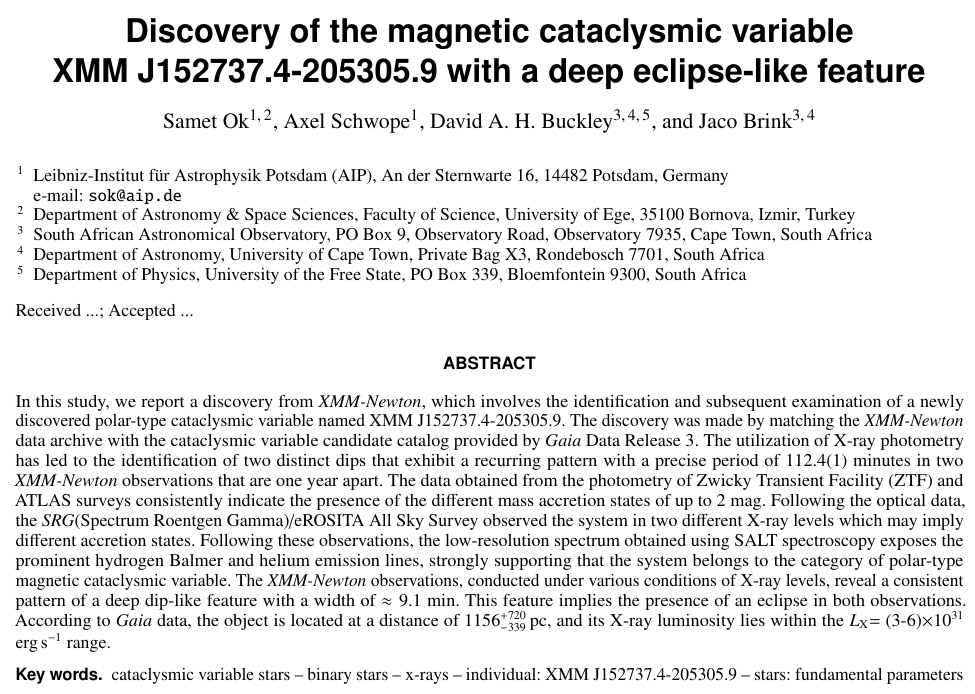 Discovery of the magnetic cataclysmic variable
XMM J152737.4-205305.9 with a deep eclipse-like feature
Samet Ok1, 2, Axel Schwope1, David A. H. Buckley3, 4, 5, and Jaco Brink3, 4
1 Leibniz-Institut für Astrophysik Potsdam (AIP), An der Sternwarte 16, 14482 Potsdam, Germany
e-mail: sok@aip.de
2 Department of Astronomy & Space Sciences, Faculty of Science, University of Ege, 35100 Bornova, Izmir, Turkey
3 South African Astronomical Observatory, PO Box 9, Observatory Road, Observatory 7935, Cape Town, South Africa
4 Department of Astronomy, University of Cape Town, Private Bag X3, Rondebosch 7701, South Africa
5 Department of Physics, University of the Free State, PO Box 339, Bloemfontein 9300, South Africa
Received ...; Accepted ...
ABSTRACT
In this study, we report a discovery from XMM-Newton, which involves the identification and subsequent examination of a newly
discovered polar-type cataclysmic variable named XMM J152737.4-205305.9. The discovery was made by matching the XMM-Newton
data archive with the cataclysmic variable candidate catalog provided by Gaia Data Release 3. The utilization of X-ray photometry
has led to the identification of two distinct dips that exhibit a recurring pattern with a precise period of 112.4(1) minutes in two
XMM-Newton observations that are one year apart. The data obtained from the photometry of Zwicky Transient Facility (ZTF) and
ATLAS surveys consistently indicate the presence of the different mass accretion states of up to 2 mag. Following the optical data,
the SRG(Spectrum Roentgen Gamma)/eROSITA All Sky Survey observed the system in two different X-ray levels which may imply
different accretion states. Following these observations, the low-resolution spectrum obtained using SALT spectroscopy exposes the
prominent hydrogen Balmer and helium emission lines, strongly supporting that the system belongs to the category of polar-type
magnetic cataclysmic variable. The XMM-Newton observations, conducted under various conditions of X-ray levels, reveal a consistent
pattern of a deep dip-like feature with a width of ≈ 9.1 min. This feature implies the presence of an eclipse in both observations.
According to Gaia data, the object is located at a distance of 1156+720−339 pc, and its X-ray luminosity lies within the LX= (3-6)×10^31
erg s−1 range.
Key words. cataclysmic variable stars – binary stars – x-rays – individual: XMM J152737.4-205305.9 – stars: fundamental parameters